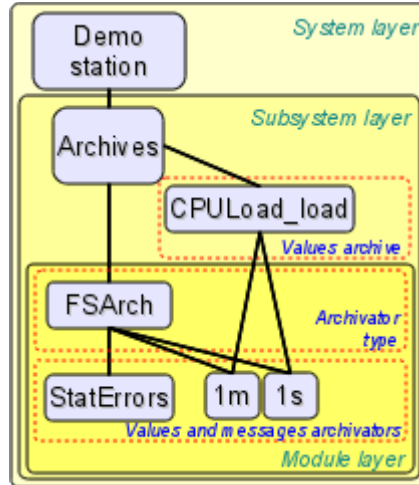 System layer
Demo
station
Subsystem layer
Archives
CPULoad_load
Values archive
FSArch
Archivator
type
StatErrors
1m
1s
Values and messages archivators
Module layer